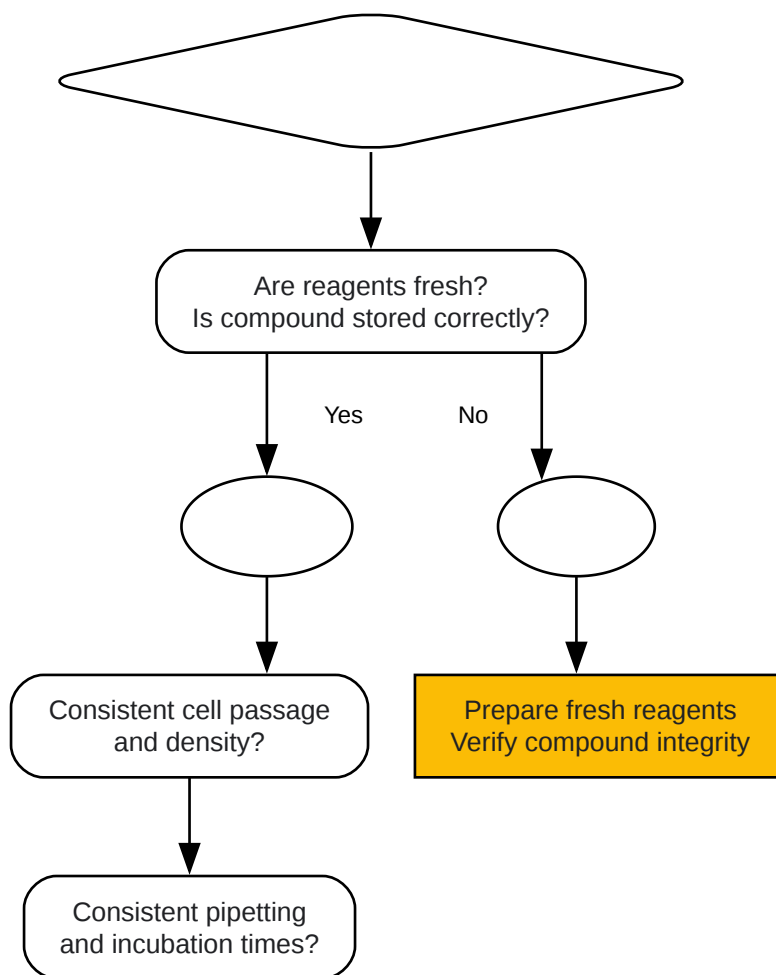 Are reagents fresh?
Is compound stored correctly?
Yes
No
Consistent cell passage
and density?
Prepare fresh reagents
Verify compound integrity
Consistent pipetting
and incubation times?